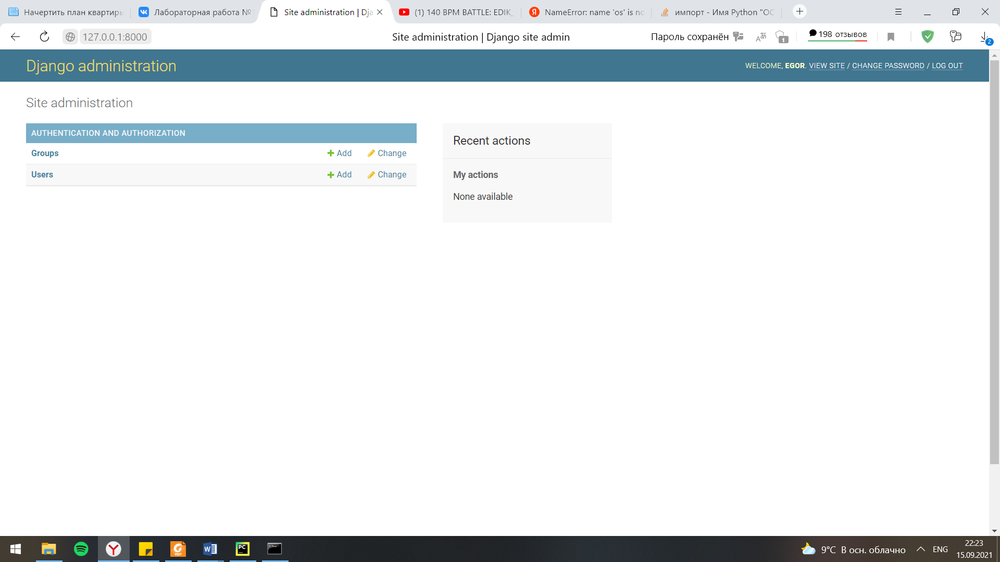 Начертить план квартиры
Лабораторная работа №
Site administration | Dja
(1) 140 BPM BATTLE: EDIK_
NameError: name 'os' is no
импорт - Имя Python "ОС
127.0.0.1:8000
Site administration | Django site admin
Пароль сохранён
1
198 отзывов
2
Django administration
WELCOME, EGOR. VIEW SITE / CHANGE PASSWORD / LOG OUT
Site administration
AUTHENTICATION AND AUTHORIZATION
Groups
Add
Change
Users
Add
Change
Recent actions
My actions
None available
9°C В осн. облачно
ENG
22:23
15.09.2021